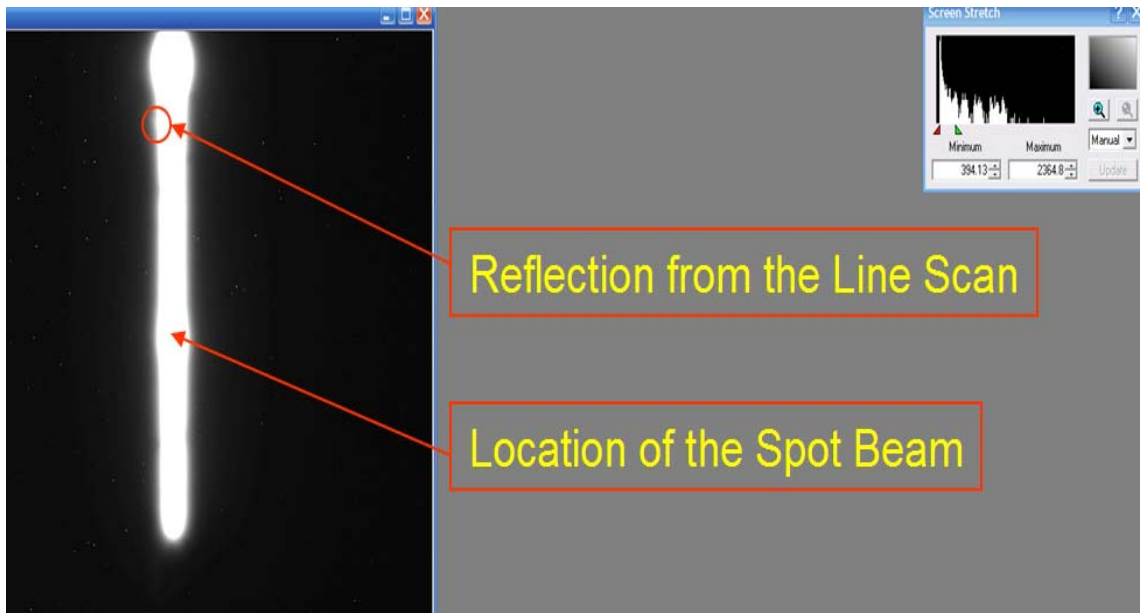 Screen Stretch
Minimum
Maximum
Manual
394.13
2364.8
Update
Reflection from the Line Scan
Location of the Spot Beam